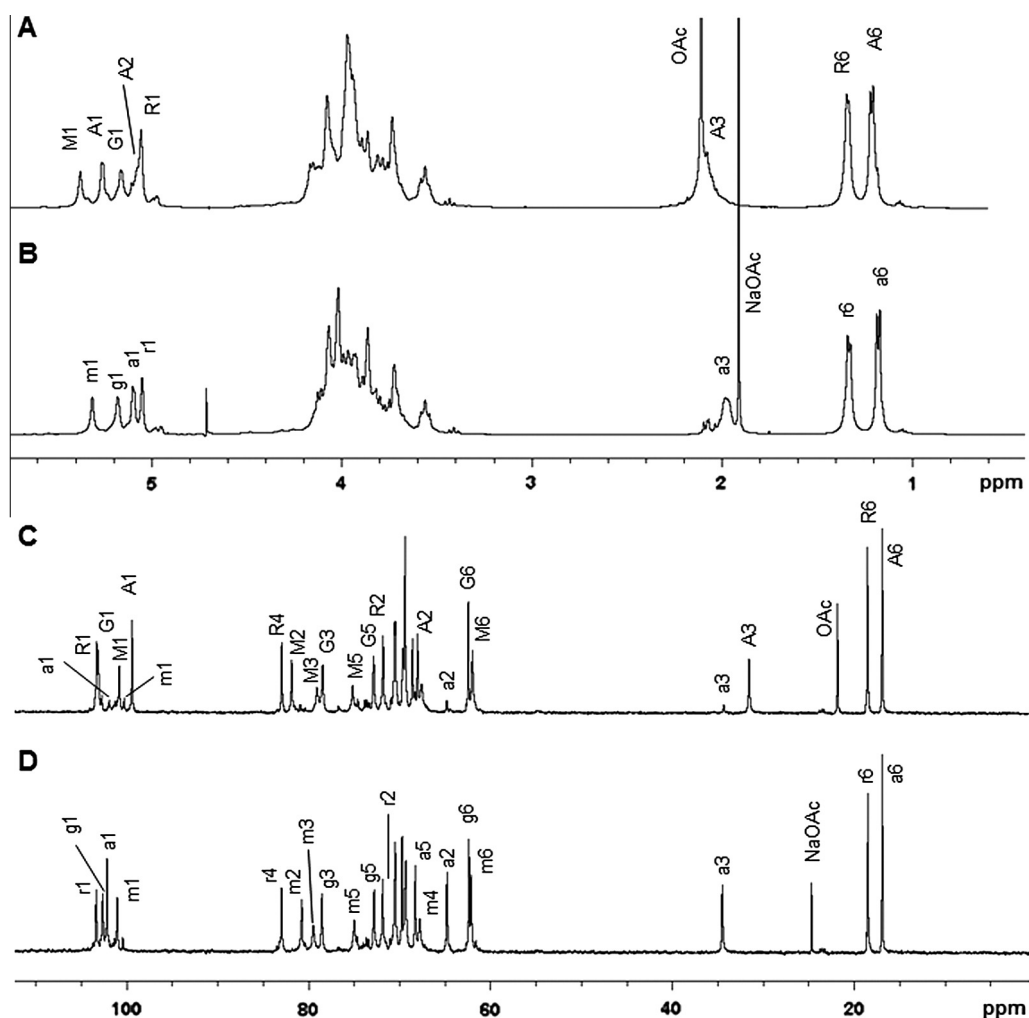 A
M1
A1
G1
A2
R1
OAc
A3
R6
A6
B
m1
g1
a1
r1
a3
NaOAc
r6
a6
5 4 3 2 1 ppm
C
R1
a1
G1
M1
A1
m1
R4
M2
M3
G3
M5
G5
R2
A2
a2
G6
M6
a3
A3
OAc
R6
A6
D
r1
g1
a1
m1
r4
m2
m3
g3
m5
g5
r2
a5
m4
a2
g6
m6
a3
NaOAc
r6
a6
100 80 60 40 20 ppm